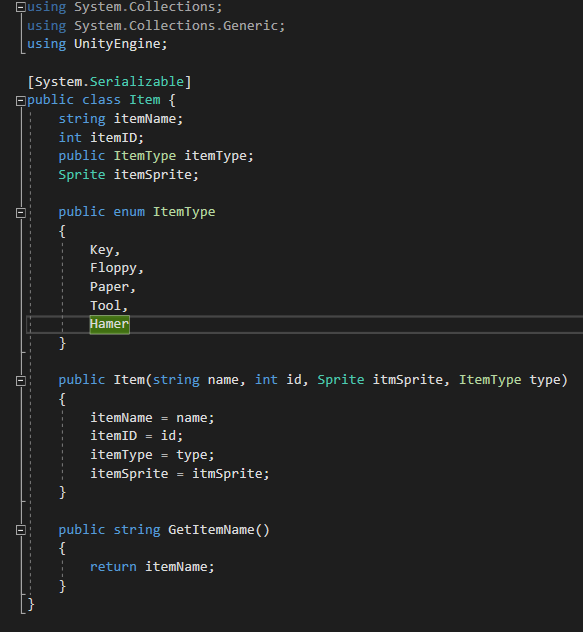 using System.Collections;
using System.Collections.Generic;
using UnityEngine;
[System.Serializable]
public class Item {
string itemName;
int itemID;
public ItemType itemType;
Sprite itemSprite;
public enum ItemType
{
Key,
Floppy,
Paper,
Tool,
Hamer
}
public Item(string name, int id, Sprite itmSprite, ItemType type)
{
itemName = name;
itemID = id;
itemType = type;
itemSprite = itmSprite;
}
public string GetItemName()
{
return itemName;
}
}